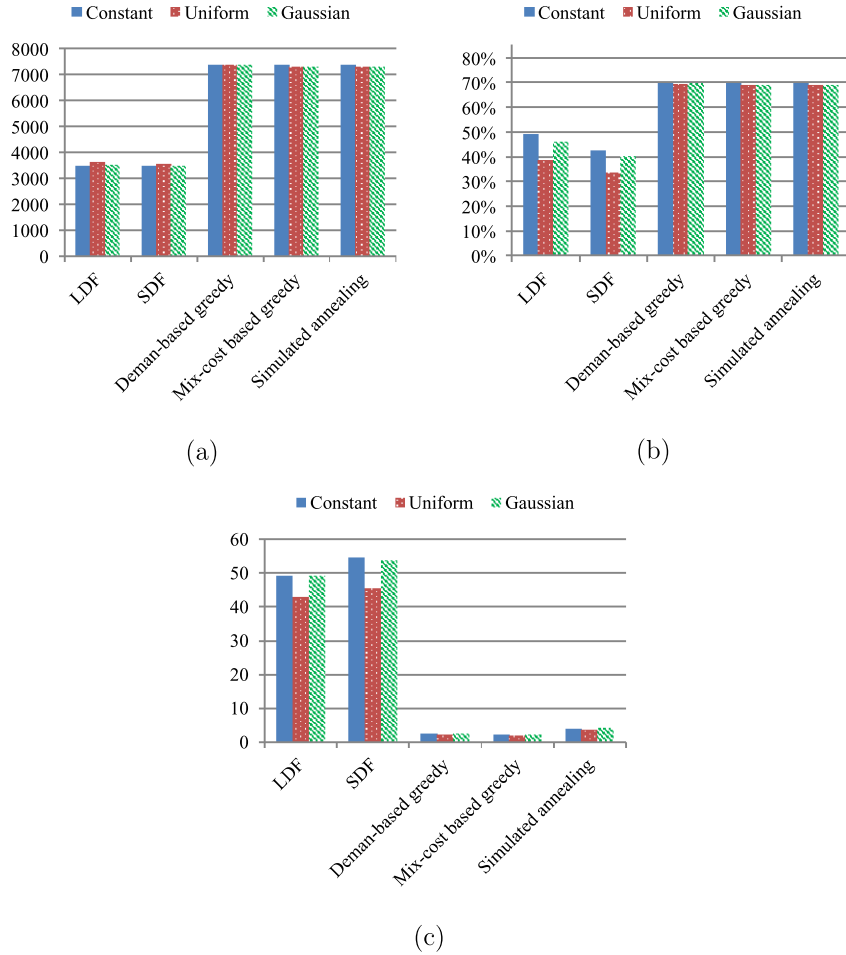 Constant Uniform Gaussian
8000
7000
6000
5000
4000
3000
2000
1000
0
LDF
SDF
Deman-based greedy
Mix-cost based greedy
Simulated annealing
(a)
Constant Uniform Gaussian
80%
70%
60%
50%
40%
30%
20%
10%
0%
LDF
SDF
Deman-based greedy
Mix-cost based greedy
Simulated annealing
(b)
Constant Uniform Gaussian
60
50
40
30
20
10
0
LDF
SDF
Deman-based greedy
Mix-cost based greedy
Simulated annealing
(c)